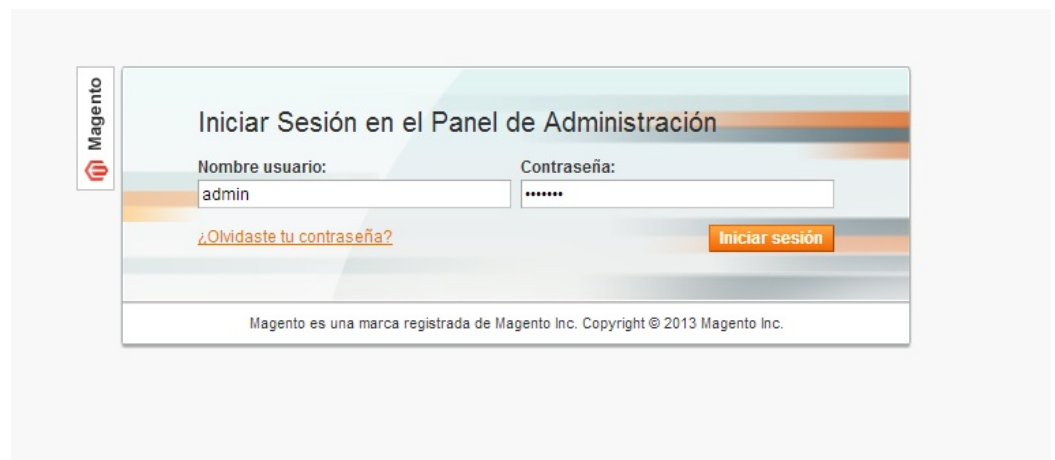 Magento
Iniciar Sesión en el Panel de Administración
Nombre usuario:
Contraseña:
admin
•••••••
¿Olvidaste tu contraseña?
Iniciar sesión
Magento es una marca registrada de Magento Inc. Copyright © 2013 Magento Inc.